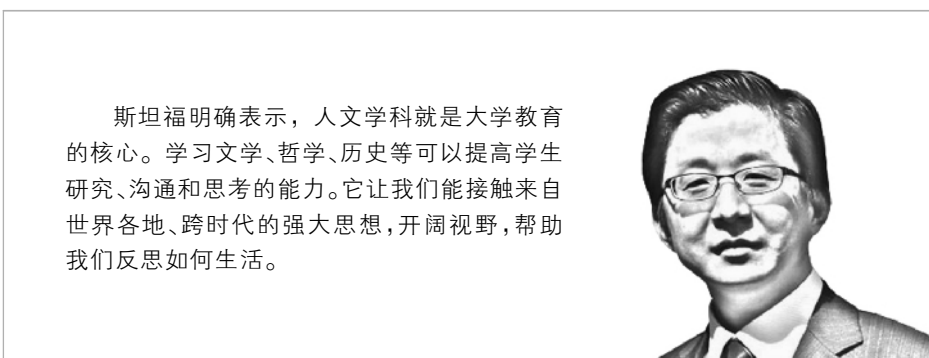 斯坦福明确表示，人文学科就是大学教育
的核心。学习文学、哲学、历史等可以提高学生
研究、沟通和思考的能力。它让我们能接触来自
世界各地、跨时代的强大思想，开阔视野，帮助
我们反思如何生活。